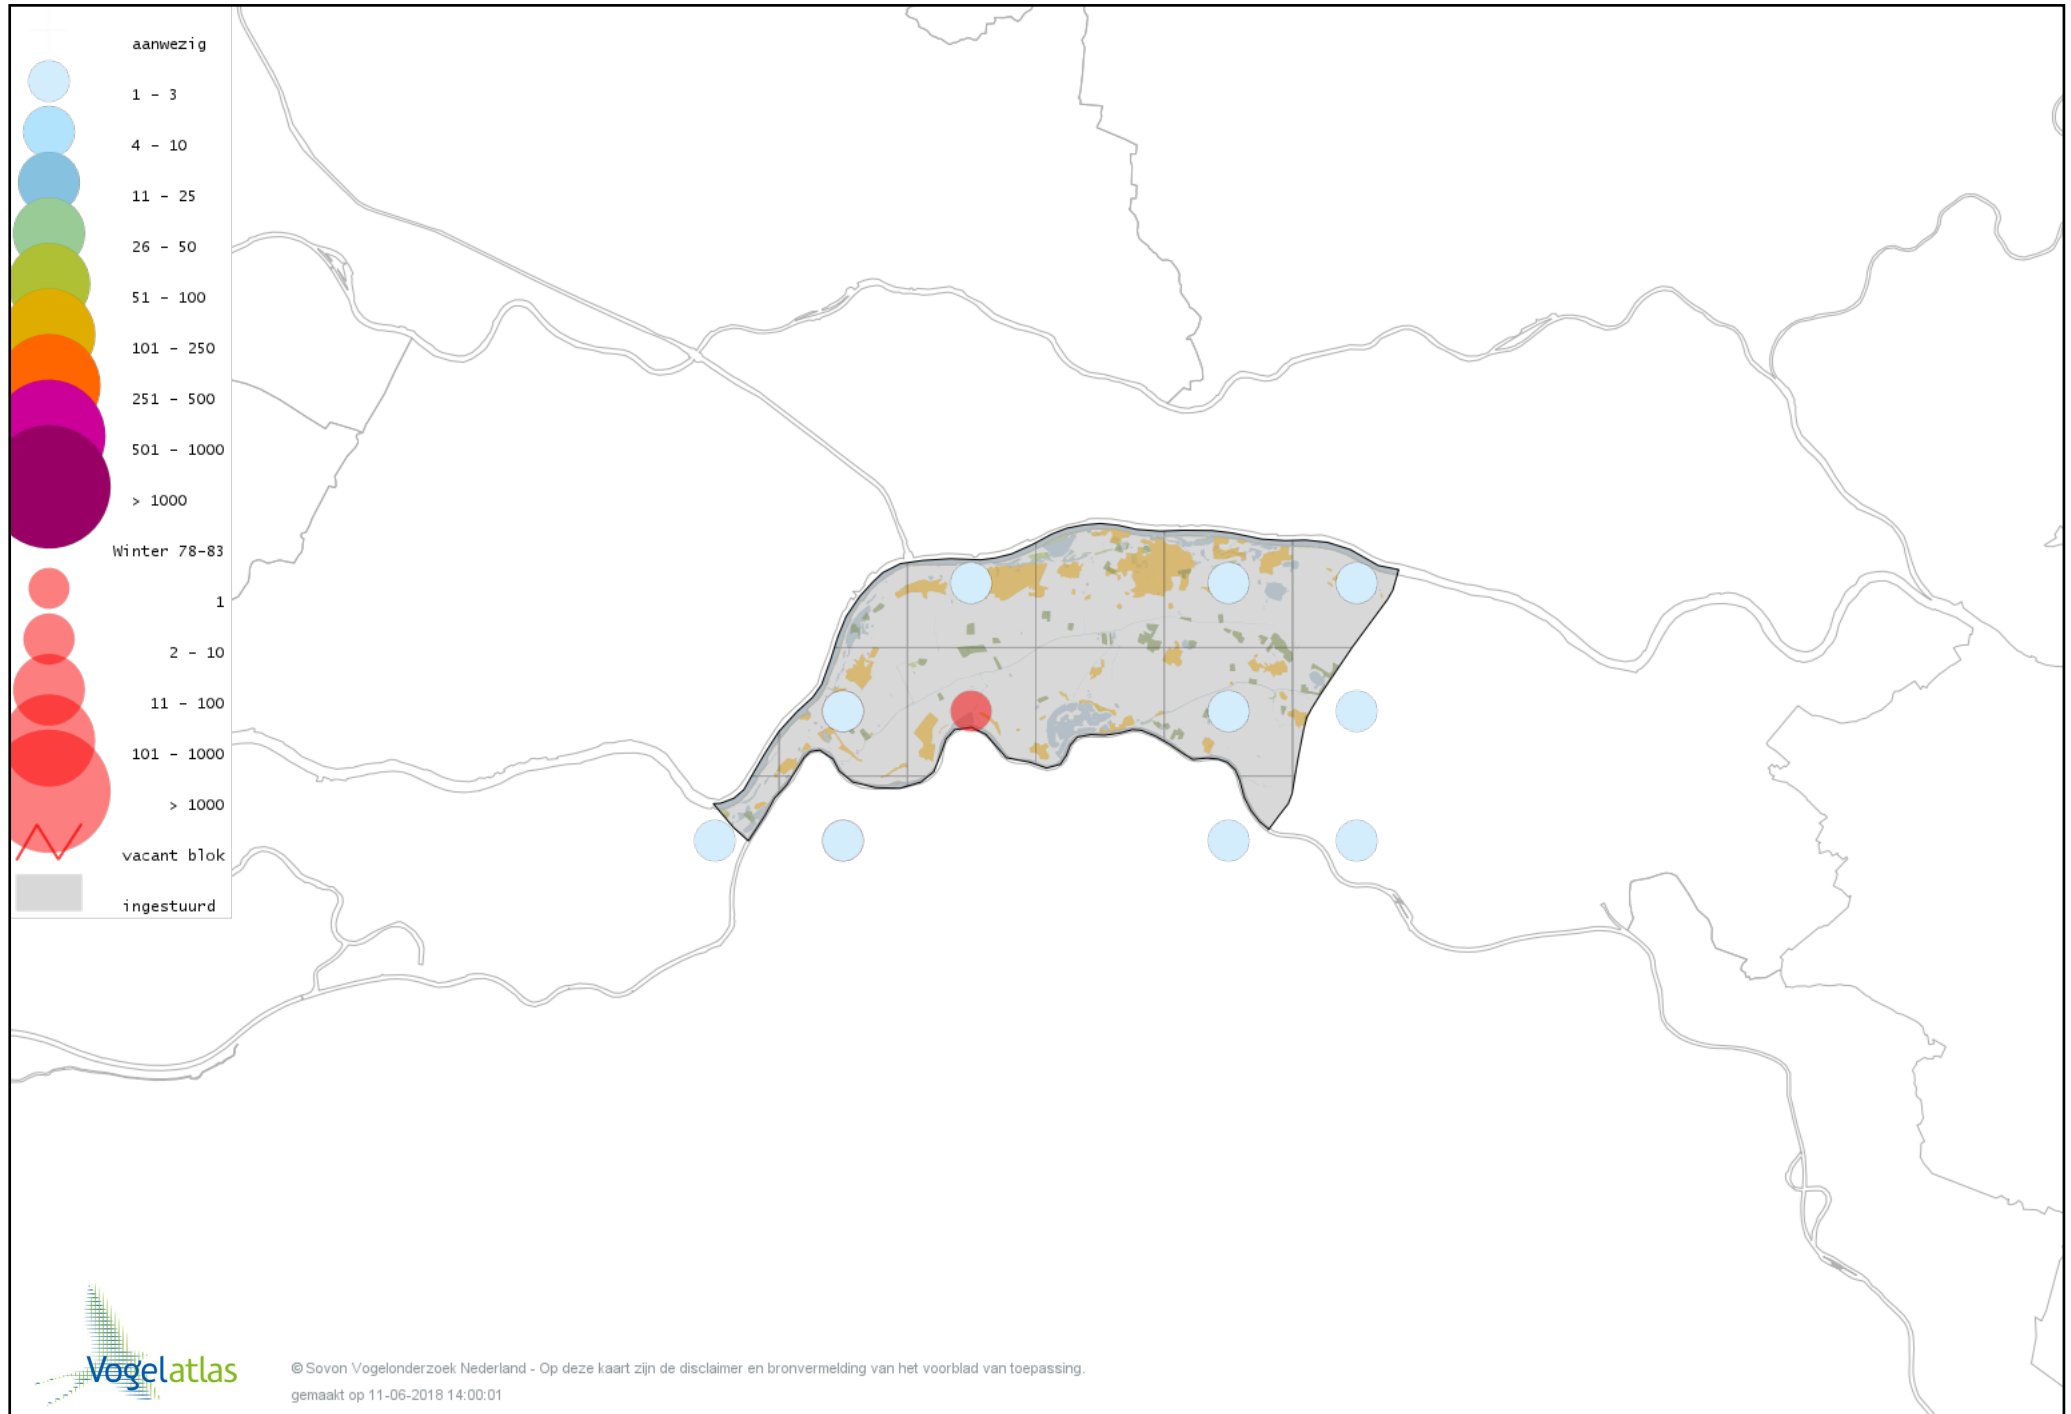 aanwezig
1 - 3
4 - 10
11 - 25
26 - 50
51 - 100
101 - 250
251 - 500
501 - 1000
> 1000
Winter 78-83
1
2 - 10
11 - 100
101 - 1000
> 1000
vacant blok
ingestuurd
Vogelatlas
© Sovon Vogelonderzoek Nederland - Op deze kaart zijn de disclaimer en bronvermelding van het voorblad van toepassing.
gemaakt op 11-06-2018 14:00:01